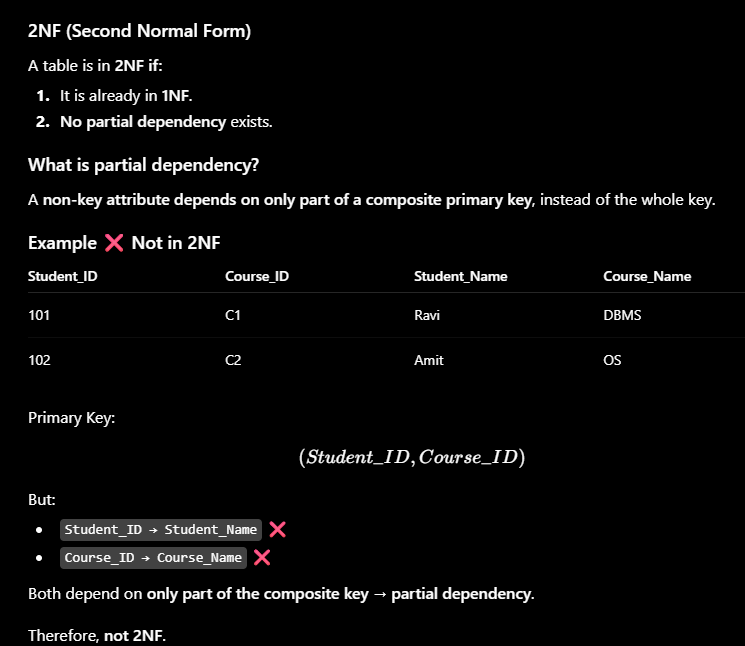 2NF (Second Normal Form)
A table is in 2NF if:
1. It is already in 1NF.
2. No partial dependency exists.
What is partial dependency?
A non-key attribute depends on only part of a composite primary key, instead of the whole key.
Example ❌ Not in 2NF
Student_ID Course_ID Student_Name Course_Name
101 C1 Ravi DBMS
102 C2 Amit OS
Primary Key:
(Student_ID, Course_ID)
But:
• Student_ID → Student_Name ❌
• Course_ID → Course_Name ❌
Both depend on only part of the composite key → partial dependency.
Therefore, not 2NF.